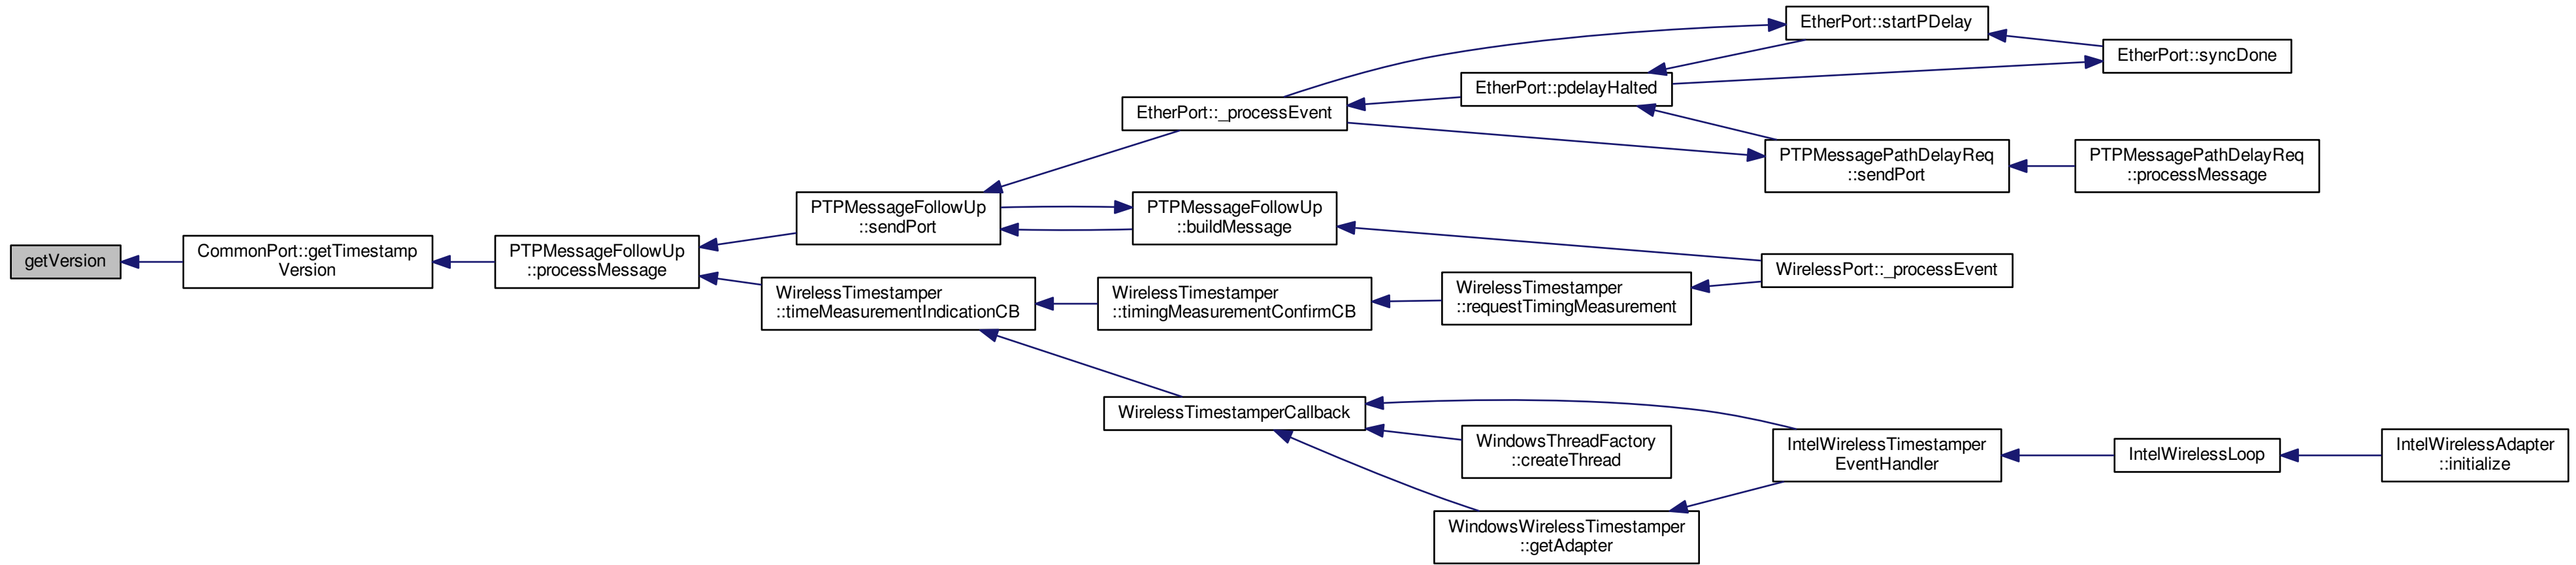 getVersion
CommonPort::getTimestamp
Version
PTPMessageFollowUp
::processMessage
PTPMessageFollowUp
::sendPort
WirelessTimestamper
::timeMeasurementIndicationCB
EtherPort::_processEvent
PTPMessageFollowUp
::buildMessage
WirelessTimestamper
::timingMeasurementConfirmCB
WirelessTimestamperCallback
EtherPort::pdelayHalted
WirelessTimestamper
::requestTimingMeasurement
WindowsThreadFactory
::createThread
WindowsWirelessTimestamper
::getAdapter
EtherPort::startPDelay
PTPMessagePathDelayReq
::sendPort
WirelessPort::_processEvent
IntelWirelessTimestamper
EventHandler
EtherPort::syncDone
PTPMessagePathDelayReq
::processMessage
IntelWirelessLoop
IntelWirelessAdapter
::initialize